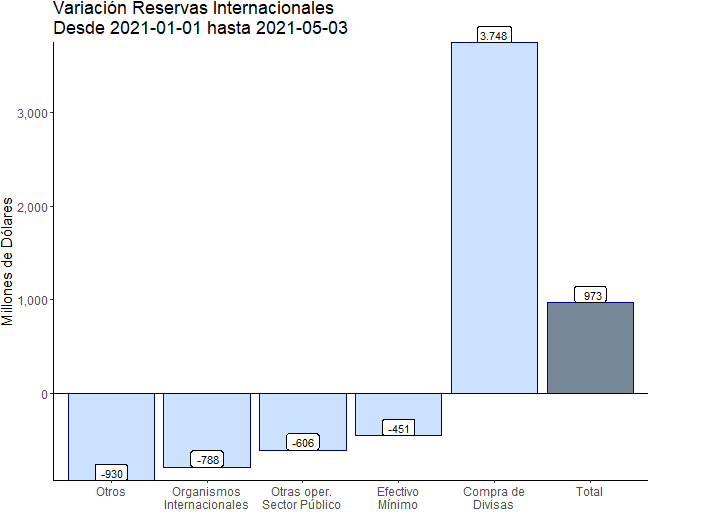 Variación Reservas Internacionales
Desde 2021-01-01 hasta 2021-05-03
Millones de Dólares
3,000
2,000
1,000
0
-930
-788
-606
-451
3.748
973
Otros
Organismos
Internacionales
Otras oper.
Sector Público
Efectivo
Mínimo
Compra de
Divisas
Total